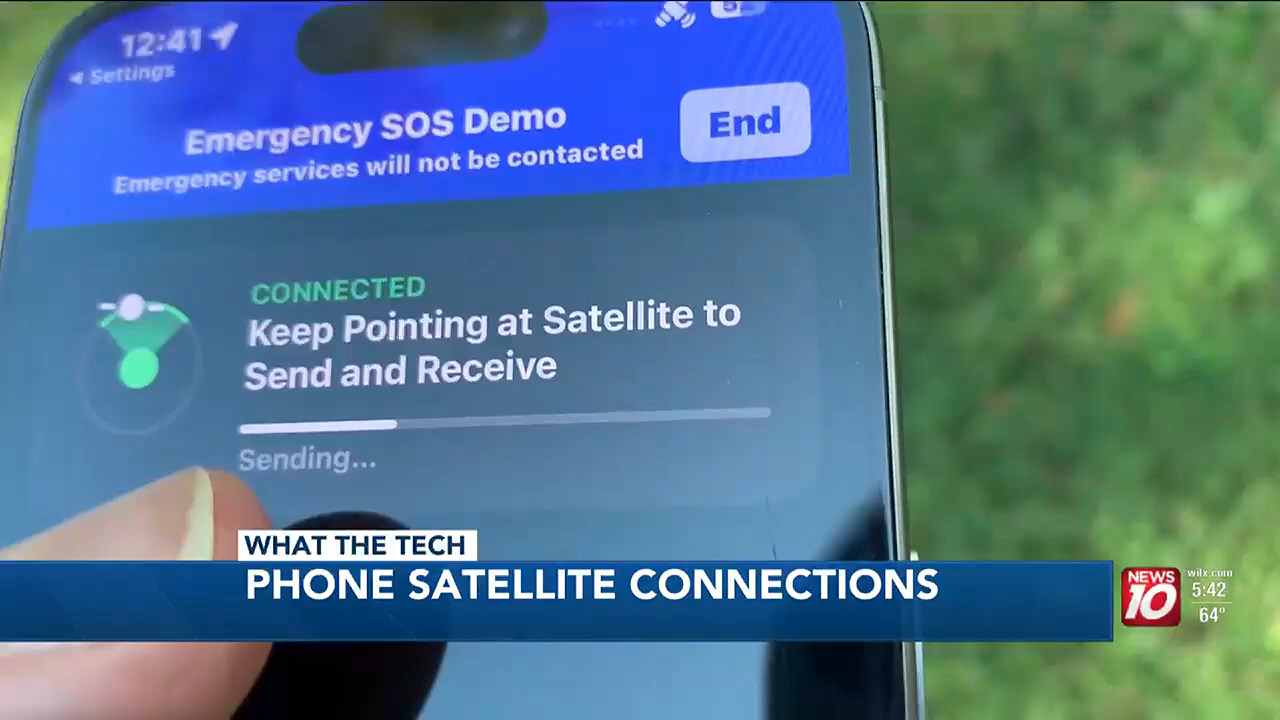 12:41
Settings
Emergency SOS Demo
Emergency services will not be contacted
End
CONNECTED
Keep Pointing at Satellite to
Send and Receive
Sending...
WHAT THE TECH
PHONE SATELLITE CONNECTIONS
NEWS
10
wilx.com
5:42
64°